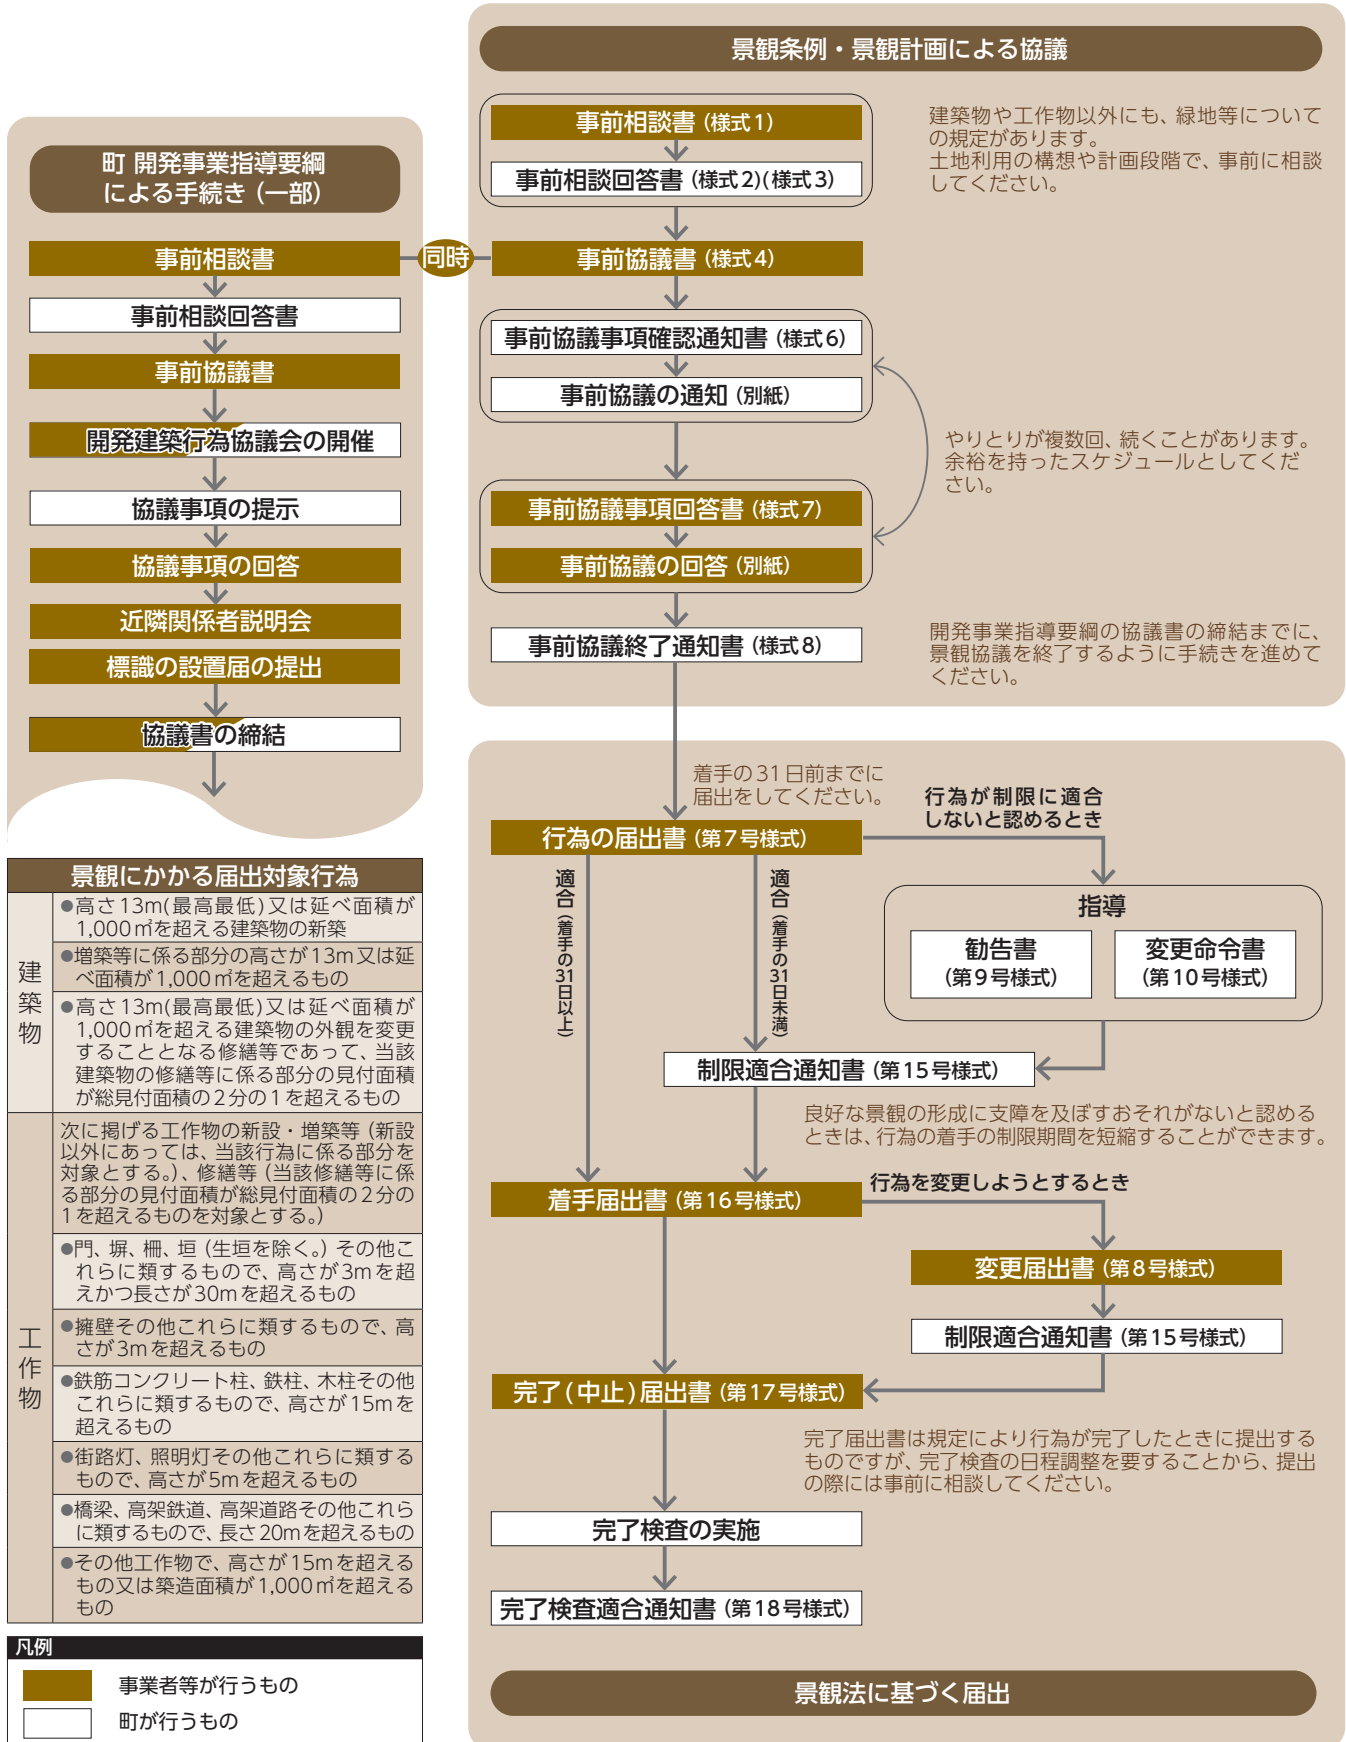 景観条例・景観計画による協議
事前相談書（様式1）
事前相談回答書（様式2）(様式3）
建築物や工作物以外にも、緑地等について
の規定があります。
土地利用の構想や計画段階で、事前に相談
してください。
事前協議書（様式4）
事前協議事項確認通知書（様式6）
事前協議の通知（別紙）
やりとりが複数回、続くことがあります。
余裕を持ったスケジュールとしてくだ
さい。
事前協議事項回答書（様式7）
事前協議の回答（別紙）
事前協議終了通知書（様式8）
開発事業指導要綱の協議書の締結までに、
景観協議を終了するように手続きを進めて
ください。
町 開発事業指導要綱
による手続き（一部）
事前相談書
同時
事前相談回答書
事前協議書
開発建築行為協議会の開催
協議事項の提示
協議事項の回答
近隣関係者説明会
標識の設置届の提出
協議書の締結
着手の31日前までに
届出をしてください。
行為の届出書（第7号様式）
行為が制限に適合
しないと認めるとき
適合（着手の31日以上）
適合（着手の31日未満）
指導
勧告書
（第9号様式）
変更命令書
（第10号様式）
制限適合通知書（第15号様式）
良好な景観の形成に支障を及ぼすおそれがないと認める
ときは、行為の着手の制限期間を短縮することができます。
着手届出書（第16号様式）
行為を変更しようとするとき
変更届出書（第8号様式）
制限適合通知書（第15号様式）
完了(中止)届出書（第17号様式）
完了届出書は規定により行為が完了したときに提出する
ものですが、完了検査の日程調整を要することから、提出
の際には事前に相談してください。
完了検査の実施
完了検査適合通知書（第18号様式）
景観法に基づく届出
景観にかかる届出対象行為
建築物
●高さ13m(最高最低)又は延べ面積が
1,000㎡を超える建築物の新築
●増築等に係る部分の高さが13m又は延
べ面積が1,000㎡を超えるもの
●高さ13m(最高最低)又は延べ面積が
1,000㎡を超える建築物の外観を変更
することとなる修繕等であって、当該
建築物の修繕等に係る部分の見付面積
が総見付面積の2分の1を超えるもの
工作物
次に掲げる工作物の新設・増築等（新設
以外にあっては、当該行為に係る部分を
対象とする。）、修繕等（当該修繕等に係
る部分の見付面積が総見付面積の2分の
1を超えるものを対象とする。）
●門、塀、柵、垣（生垣を除く。）その他こ
れらに類するもので、高さが3mを超
えかつ長さが30mを超えるもの
●擁壁その他これらに類するもので、高
さが3mを超えるもの
●鉄筋コンクリート柱、鉄柱、木柱その他
これらに類するもので、高さが15mを
超えるもの
●街路灯、照明灯その他これらに類する
もので、高さが5mを超えるもの
●橋梁、高架鉄道、高架道路その他これら
に類するもので、長さ20mを超えるもの
●その他工作物で、高さが15mを超える
もの又は築造面積が1,000㎡を超える
もの
凡例
事業者等が行うもの
町が行うもの